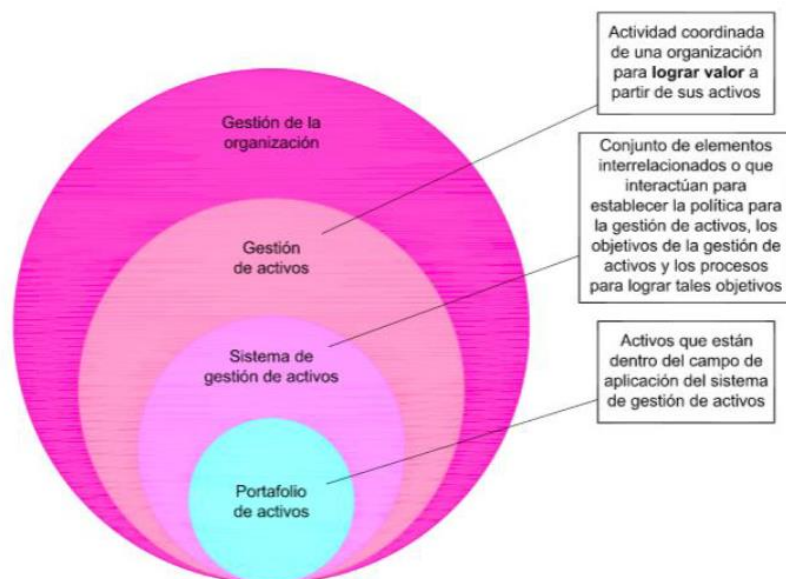 Gestión de la
organización
Gestión
de activos
Sistema de
gestión de activos
Portafolio
de activos
Actividad coordinada
de una organización
para lograr valor a
partir de sus activos
Conjunto de elementos
interrelacionados o que
interactúan para
establecer la política para
la gestión de activos, los
objetivos de la gestión de
activos y los procesos
para lograr tales objetivos
Activos que están
dentro del campo de
aplicación del sistema
de gestión de activos